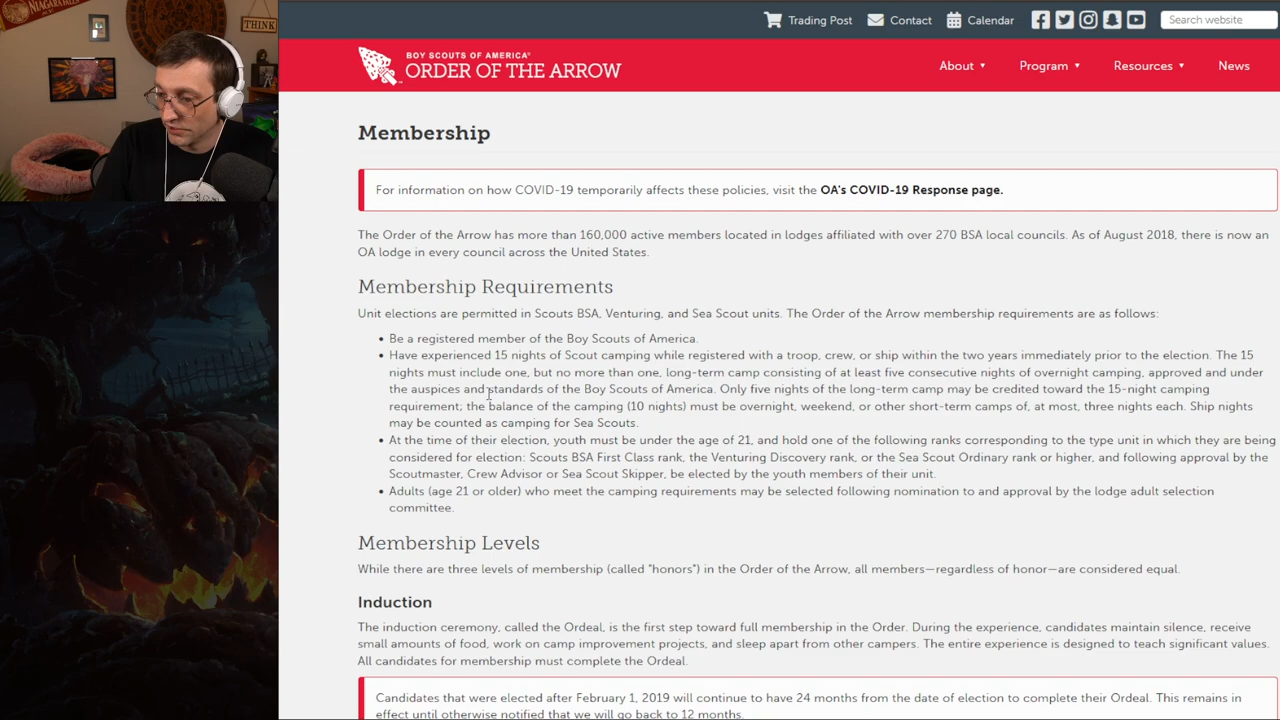 NIAGARA FALLS
THINK
Trading Post
Contact
Calendar
Search website
BOY SCOUTS OF AMERICA®
ORDER OF THE ARROW
About
Program
Resources
News
Membership
For information on how COVID-19 temporarily affects these policies, visit the OA's COVID-19 Response page.
The Order of the Arrow has more than 160,000 active members located in lodges affiliated with over 270 BSA local councils. As of August 2018, there is now an
OA lodge in every council across the United States.
Membership Requirements
Unit elections are permitted in Scouts BSA, Venturing, and Sea Scout units. The Order of the Arrow membership requirements are as follows:
• Be a registered member of the Boy Scouts of America.
• Have experienced 15 nights of Scout camping while registered with a troop, crew, or ship within the two years immediately prior to the election. The 15
nights must include one, but no more than one, long-term camp consisting of at least five consecutive nights of overnight camping, approved and under
the auspices and standards of the Boy Scouts of America. Only five nights of the long-term camp may be credited toward the 15-night camping
requirement; the balance of the camping (10 nights) must be overnight, weekend, or other short-term camps of, at most, three nights each. Ship nights
may be counted as camping for Sea Scouts.
• At the time of their election, youth must be under the age of 21, and hold one of the following ranks corresponding to the type unit in which they are being
considered for election: Scouts BSA First Class rank, the Venturing Discovery rank, or the Sea Scout Ordinary rank or higher, and following approval by the
Scoutmaster, Crew Advisor or Sea Scout Skipper, be elected by the youth members of their unit.
• Adults (age 21 or older) who meet the camping requirements may be selected following nomination to and approval by the lodge adult selection
committee.
Membership Levels
While there are three levels of membership (called "honors") in the Order of the Arrow, all members—regardless of honor—are considered equal.
Induction
The induction ceremony, called the Ordeal, is the first step toward full membership in the Order. During the experience, candidates maintain silence, receive
small amounts of food, work on camp improvement projects, and sleep apart from other campers. The entire experience is designed to teach significant values.
All candidates for membership must complete the Ordeal.
Candidates that were elected after February 1, 2019 will continue to have 24 months from the date of election to complete their Ordeal. This remains in
effect until otherwise notified that we will go back to 12 months.